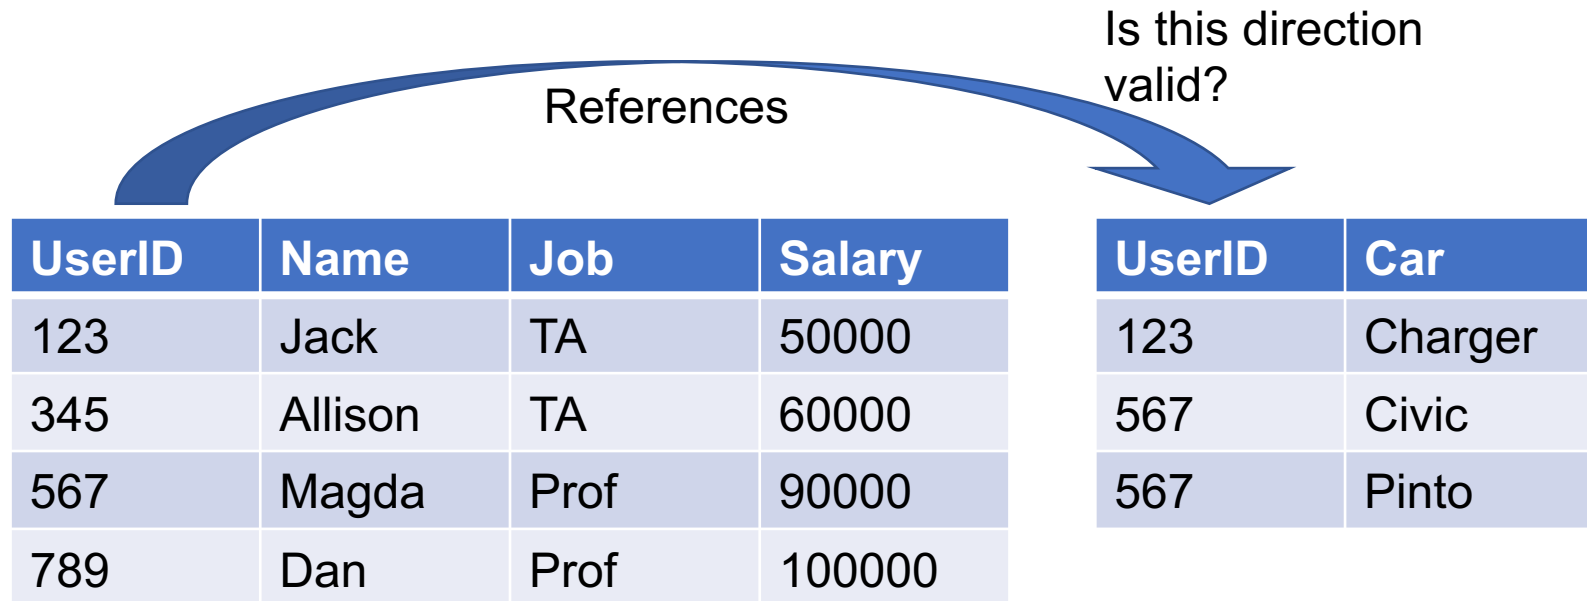 Is this direction
valid?
References
UserID Name Job Salary
123 Jack TA 50000
345 Allison TA 60000
567 Magda Prof 90000
789 Dan Prof 100000
UserID Car
123 Charger
567 Civic
567 Pinto